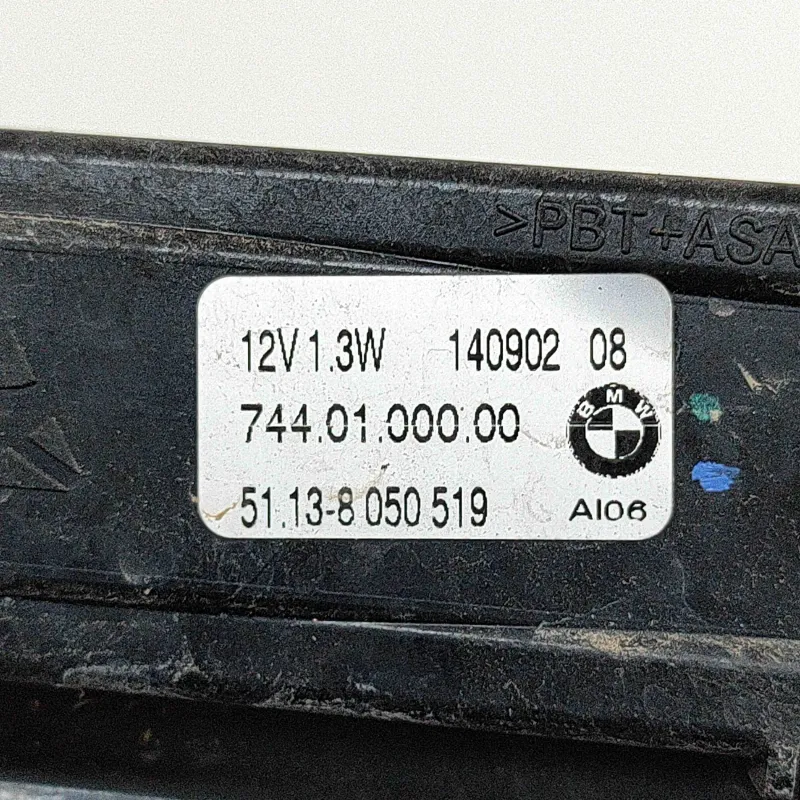 >PBT+ASA
12V 1.3W 140902 08
744.01.000.00
BMW
51.13-8 050 519 AI06